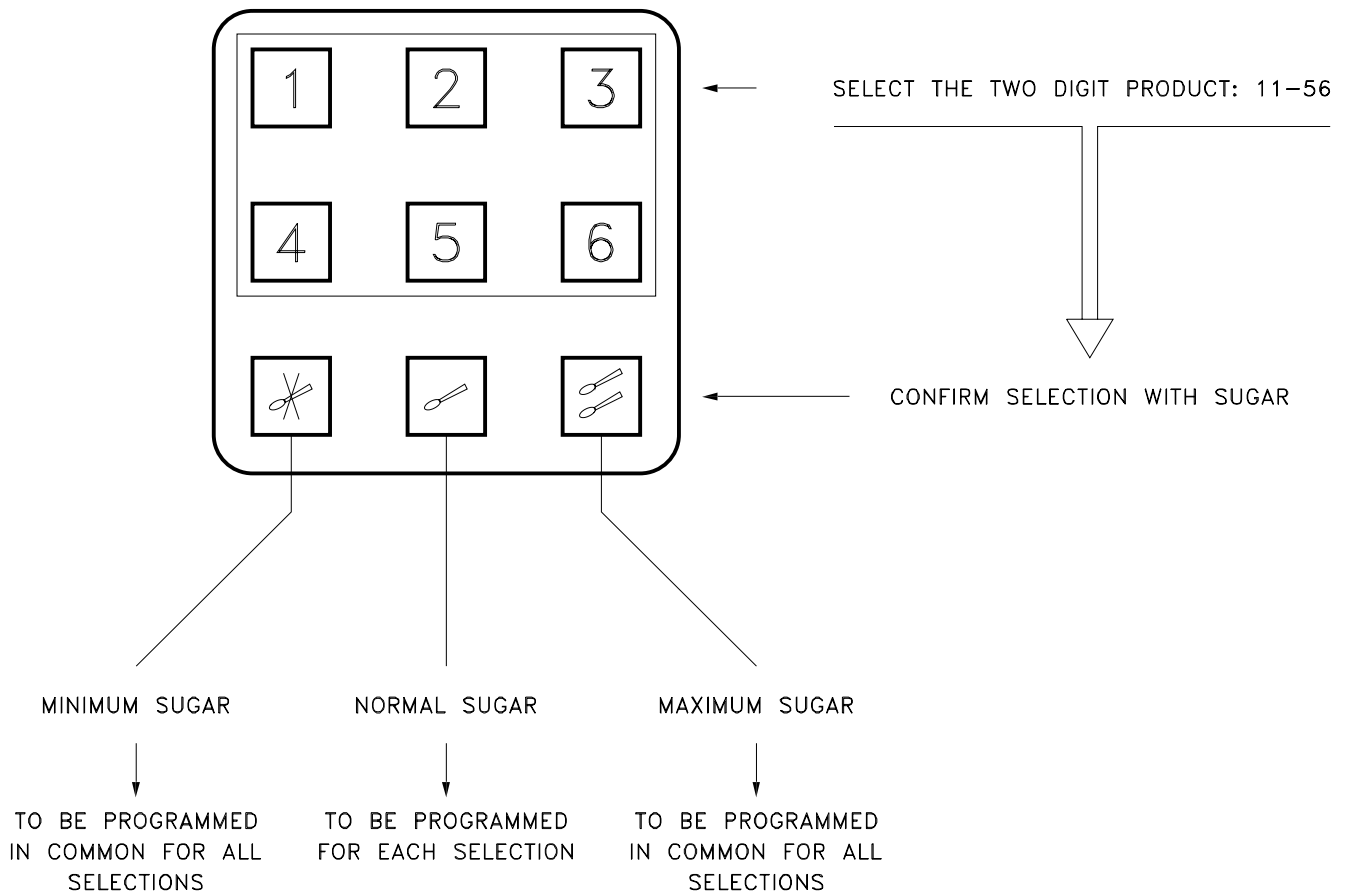 1 2 3
SELECT THE TWO DIGIT PRODUCT: 11-56
4 5 6
CONFIRM SELECTION WITH SUGAR
MINIMUM SUGAR
NORMAL SUGAR
MAXIMUM SUGAR
TO BE PROGRAMMED
IN COMMON FOR ALL
SELECTIONS
TO BE PROGRAMMED
FOR EACH SELECTION
TO BE PROGRAMMED
IN COMMON FOR ALL
SELECTIONS